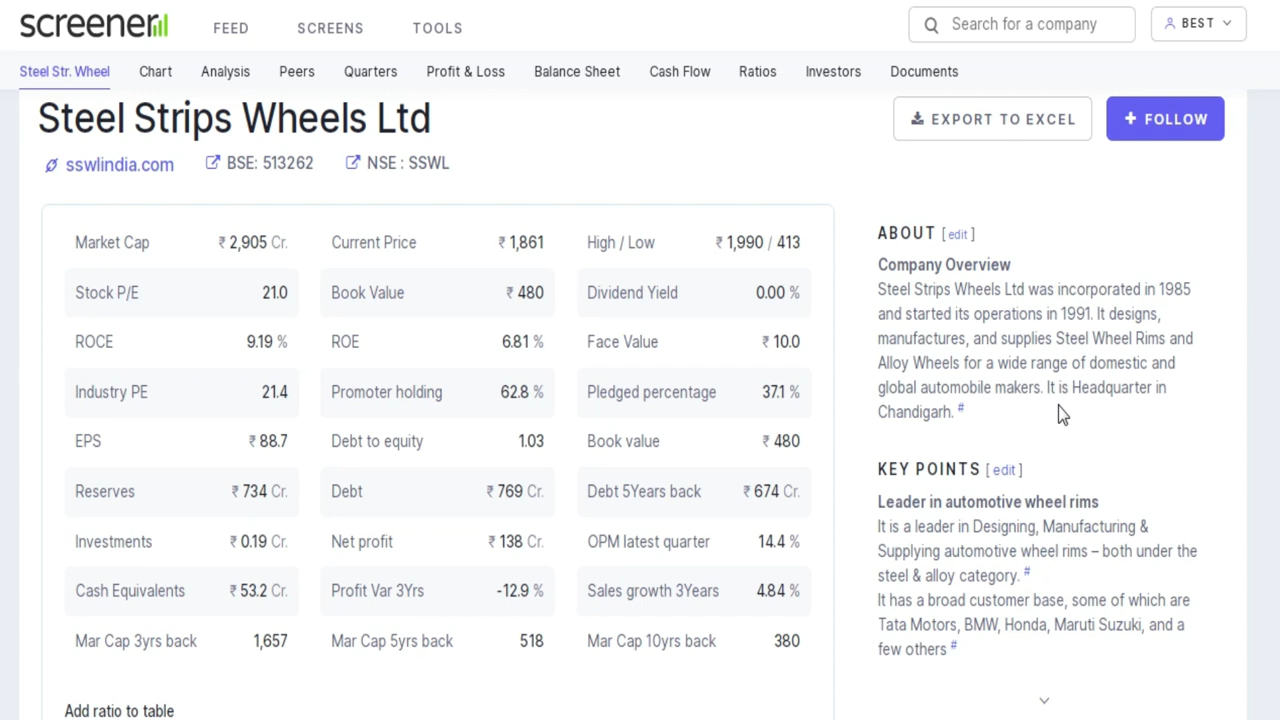 screener
FEED
SCREENS
TOOLS
Search for a company
BEST
Steel Str. Wheel
Chart
Analysis
Peers
Quarters
Profit & Loss
Balance Sheet
Cash Flow
Ratios
Investors
Documents
Steel Strips Wheels Ltd
EXPORT TO EXCEL
+ FOLLOW
sswlindia.com
BSE: 513262
NSE : SSWL
Market Cap ₹ 2,905 Cr.
Current Price ₹ 1,861
High / Low ₹ 1,990 / 413
Stock P/E 21.0
Book Value ₹ 480
Dividend Yield 0.00 %
ROCE 9.19 %
ROE 6.81 %
Face Value ₹ 10.0
Industry PE 21.4
Promoter holding 62.8 %
Pledged percentage 37.1 %
EPS ₹ 88.7
Debt to equity 1.03
Book value ₹ 480
Reserves ₹ 734 Cr.
Debt ₹ 769 Cr.
Debt 5Years back ₹ 674 Cr.
Investments ₹ 0.19 Cr.
Net profit ₹ 138 Cr.
OPM latest quarter 14.4 %
Cash Equivalents ₹ 53.2 Cr.
Profit Var 3Yrs -12.9 %
Sales growth 3Years 4.84 %
Mar Cap 3yrs back 1,657
Mar Cap 5yrs back 518
Mar Cap 10yrs back 380
Add ratio to table
ABOUT [ edit ]
Company Overview
Steel Strips Wheels Ltd was incorporated in 1985
and started its operations in 1991. It designs,
manufactures, and supplies Steel Wheel Rims and
Alloy Wheels for a wide range of domestic and
global automobile makers. It is Headquarter in
Chandigarh. #
KEY POINTS [ edit ]
Leader in automotive wheel rims
It is a leader in Designing, Manufacturing &
Supplying automotive wheel rims – both under the
steel & alloy category. #
It has a broad customer base, some of which are
Tata Motors, BMW, Honda, Maruti Suzuki, and a
few others #